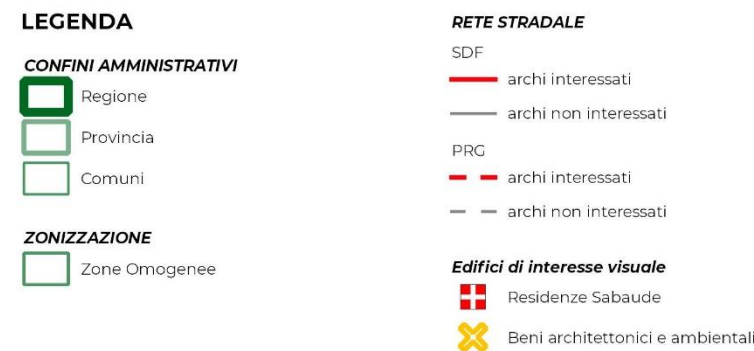 LEGENDA
CONFINI AMMINISTRATIVI
Regione
Provincia
Comuni
ZONIZZAZIONE
Zone Omogenee
RETE STRADALE
SDF
archi interessati
archi non interessati
PRG
archi interessati
archi non interessati
Edifici di interesse visuale
Residenze Sabaude
Beni architettonici e ambientali